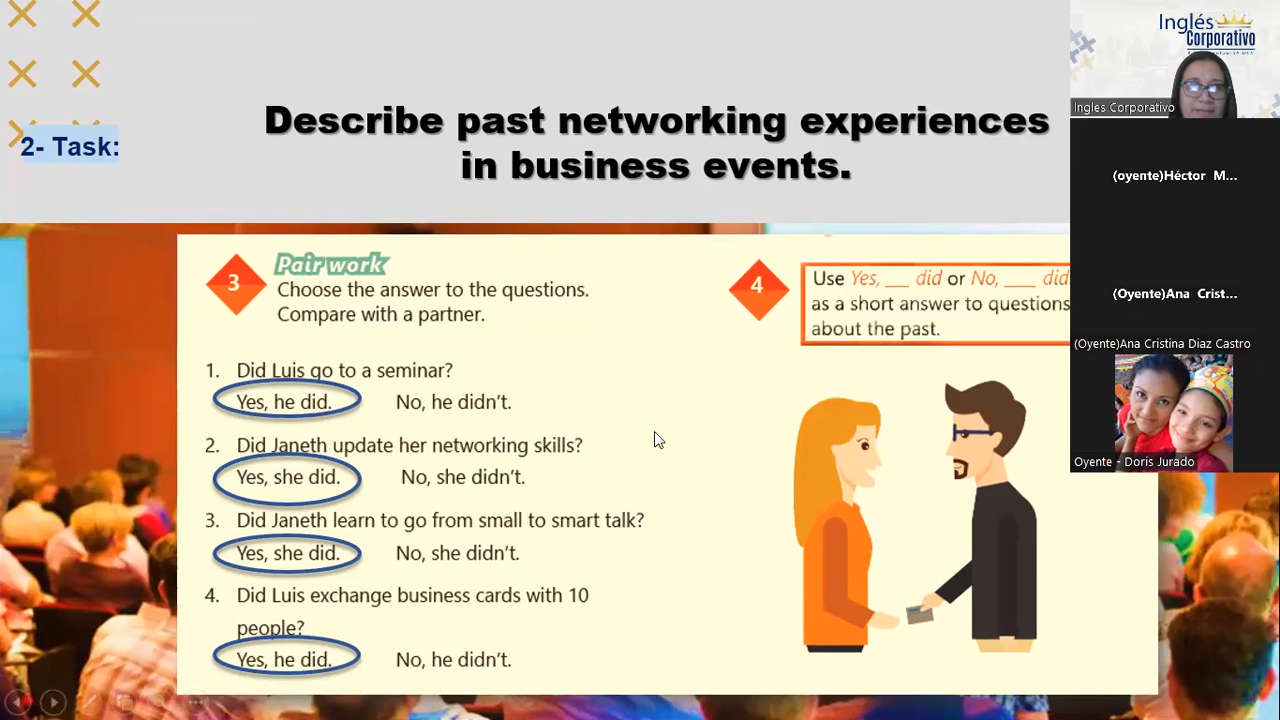 2- Task:
Describe past networking experiences
in business events.
3
Pair work
Choose the answer to the questions.
Compare with a partner.
1. Did Luis go to a seminar?
Yes, he did. No, he didn't.
2. Did Janeth update her networking skills?
Yes, she did. No, she didn't.
3. Did Janeth learn to go from small to smart talk?
Yes, she did. No, she didn't.
4. Did Luis exchange business cards with 10
people?
Yes, he did. No, he didn't.
4
Use Yes, ___ did or No, ___ did
as a short answer to questions
about the past.
Inglés
Corporativo
Ingles Corporativo
(oyente)Héctor M...
(Oyente)Ana Crist...
(Oyente)Ana Cristina Diaz Castro
Oyente - Doris Jurado